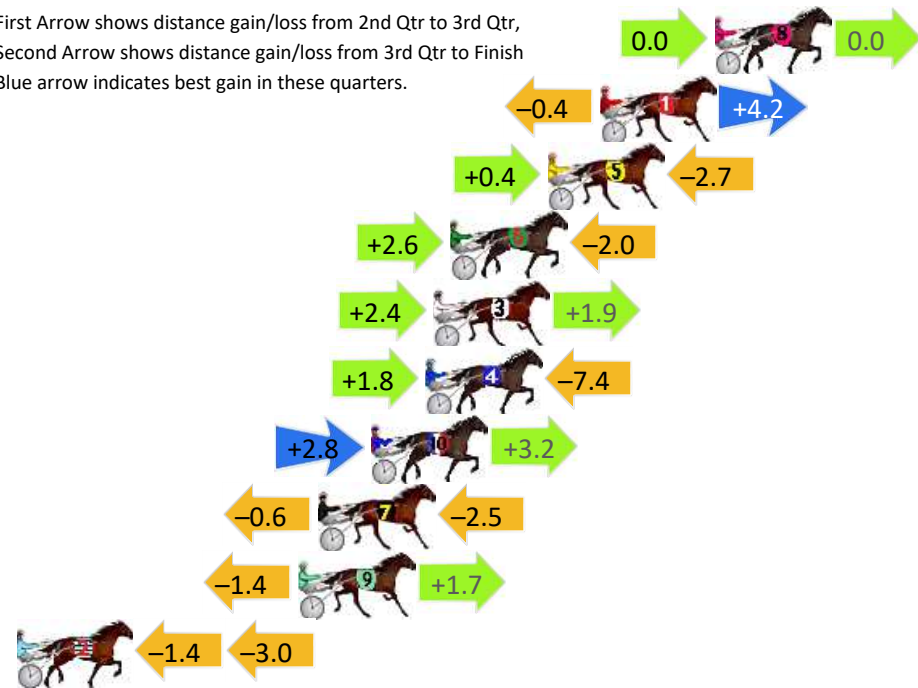 First Arrow shows distance gain/loss from 2nd Qtr to 3rd Qtr,
Second Arrow shows distance gain/loss from 3rd Qtr to Finish
Blue arrow indicates best gain in these quarters.
0.0 8 0.0
–0.4 1 +4.2
+0.4 5 –2.7
+2.6 6 –2.0
+2.4 3 +1.9
+1.8 4 –7.4
+2.8 10 +3.2
–0.6 7 –2.5
–1.4 9 +1.7
2 –1.4 –3.0